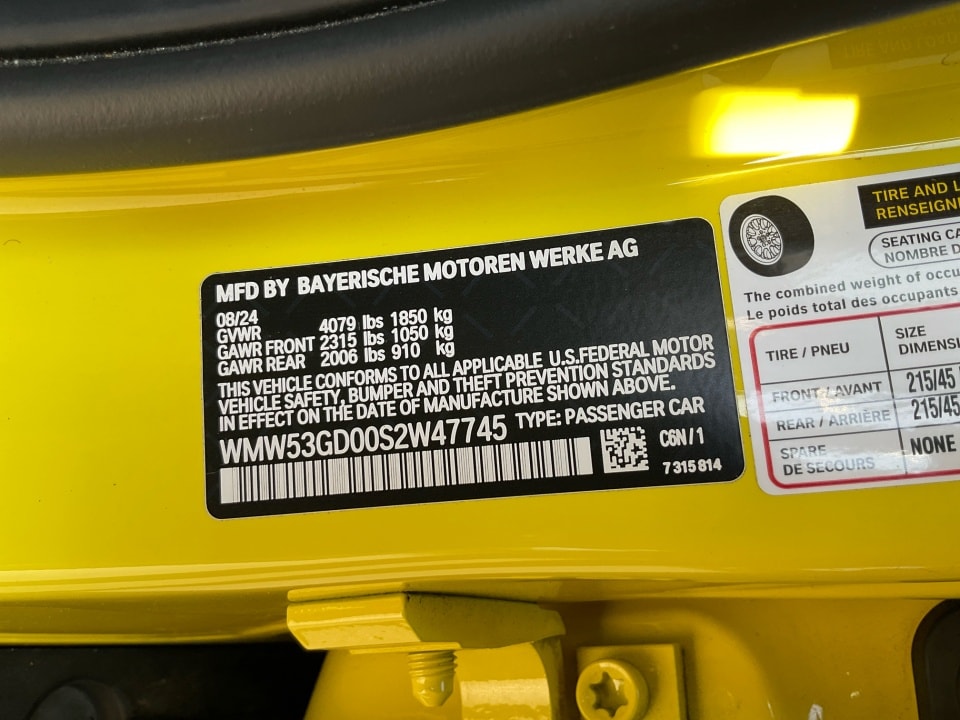 MFD BY BAYERISCHE MOTOREN WERKE AG
08/24
GVWR 4079 lbs 1850 kg
GAWR FRONT 2315 lbs 1050 kg
GAWR REAR 2006 lbs 910 kg
THIS VEHICLE CONFORMS TO ALL APPLICABLE U.S.FEDERAL MOTOR
VEHICLE SAFETY, BUMPER AND THEFT PREVENTION STANDARDS
IN EFFECT ON THE DATE OF MANUFACTURE SHOWN ABOVE.
WMW53GD00S2W47745 TYPE: PASSENGER CAR
C6N/1
7315814
TIRE AND L
RENSEIGN
SEATING CA
NOMBRE D
The combined weight of occu
Le poids total des occupants
TIRE / PNEU
SIZE
DIMENSI
FRONT / AVANT 215/45
REAR / ARRIÈRE 215/45
SPARE
DE SECOURS
NONE